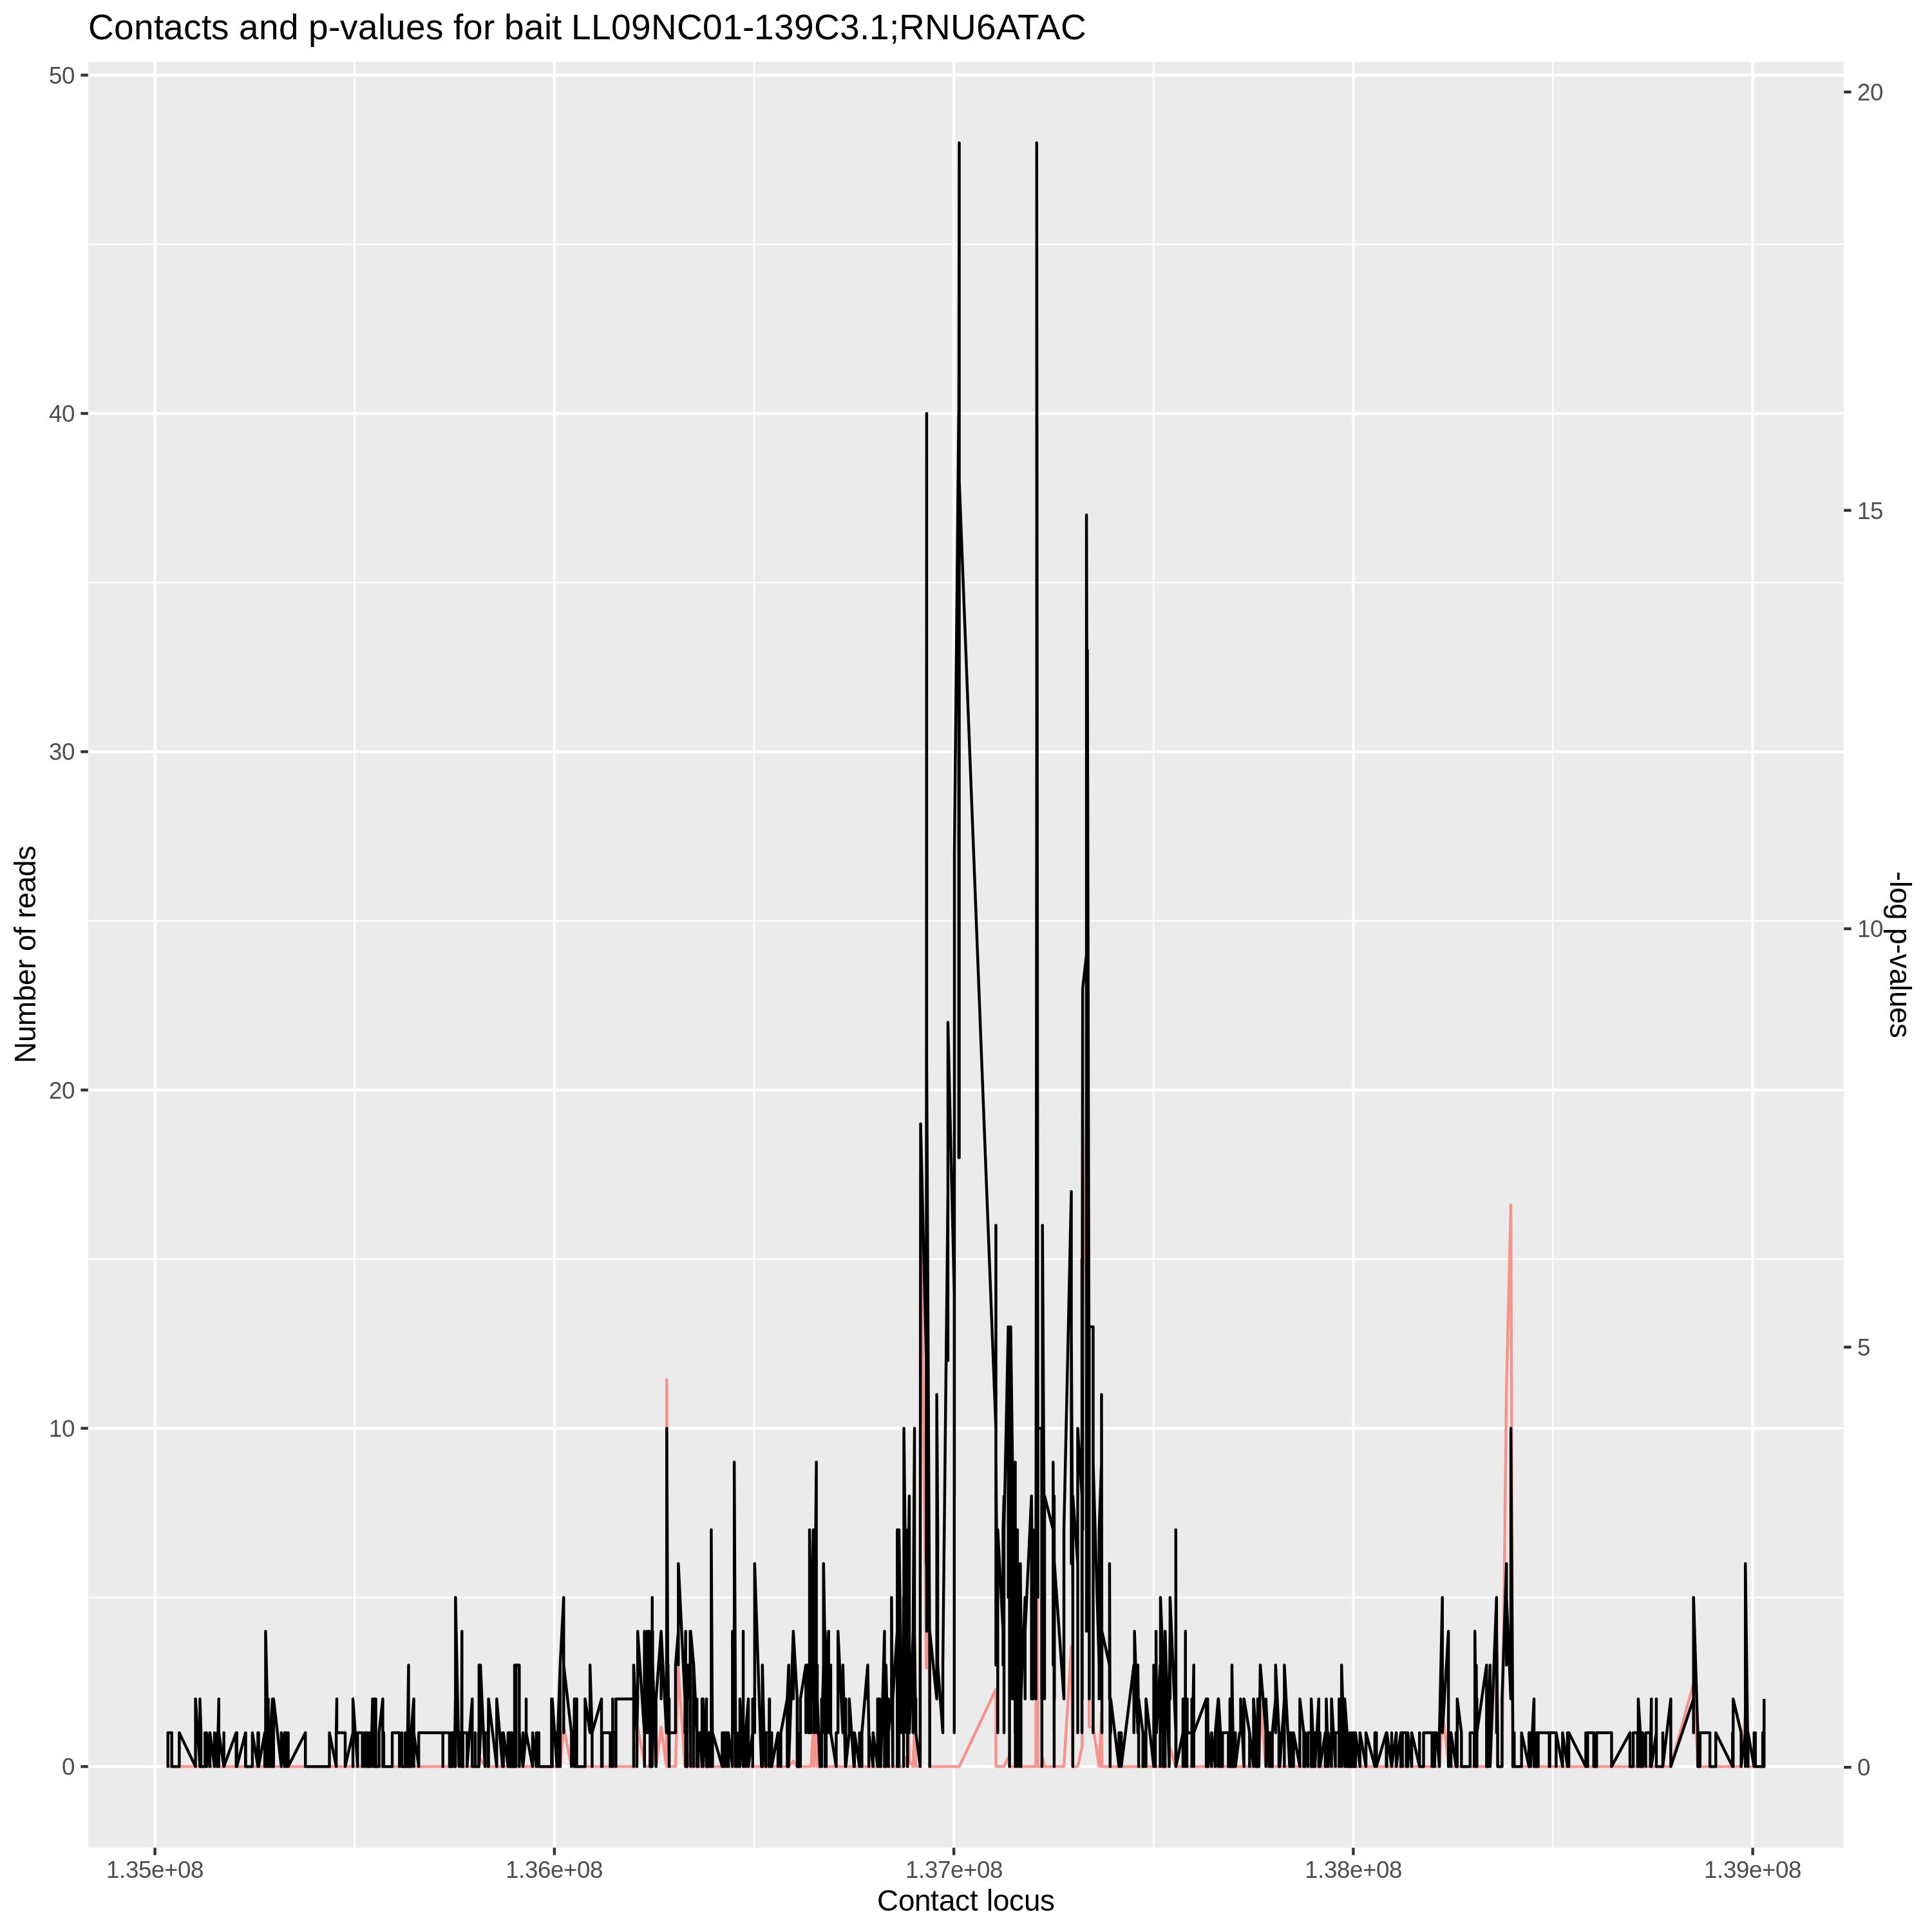 Contacts and p-values for bait LL09NC01-139C3.1;RNU6ATAC
50
40
30
20
10
0
Number of reads
20
15
10
5
0
-log p-values
1.35e+08 1.36e+08 1.37e+08 1.38e+08 1.39e+08
Contact locus